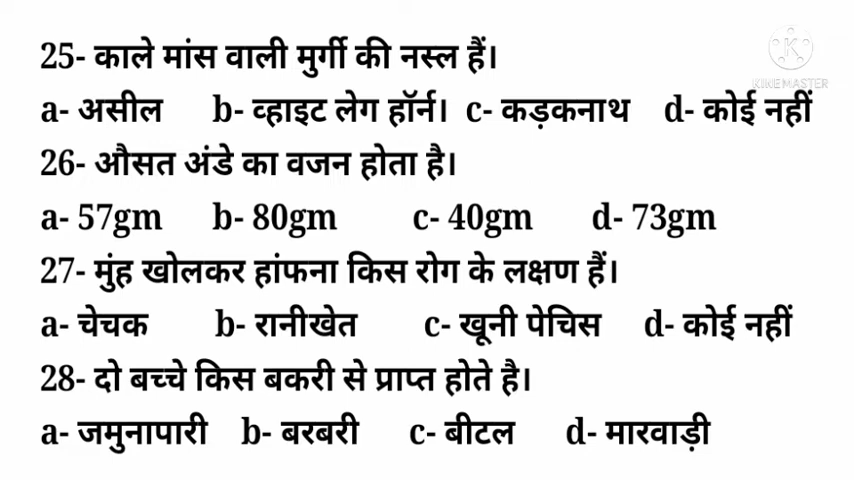 25- काले मांस वाली मुर्गी की नस्ल हैं।
KINEMASTER
a- असील b- व्हाइट लेग हॉर्न। c- कड़कनाथ d- कोई नहीं
26- औसत अंडे का वजन होता है।
a- 57gm b- 80gm c- 40gm d- 73gm
27- मुंह खोलकर हांफना किस रोग के लक्षण हैं।
a- चेचक b- रानीखेत c- खूनी पेचिस d- कोई नहीं
28- दो बच्चे किस बकरी से प्राप्त होते है।
a- जमुनापारी b- बरबरी c- बीटल d- मारवाड़ी